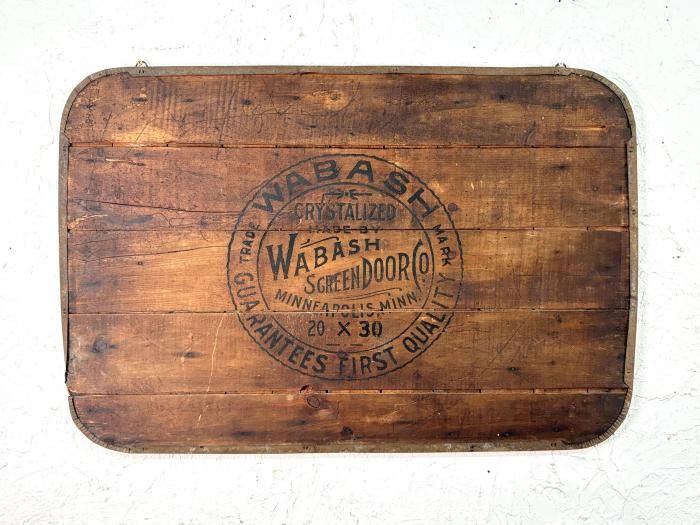 WABASH
TRADE MARK
CRYSTALIZED
MADE BY
WABASH
SCREEN DOOR CO
MINNEAPOLIS, MINN.
20 X 30
GUARANTEES FIRST QUALITY